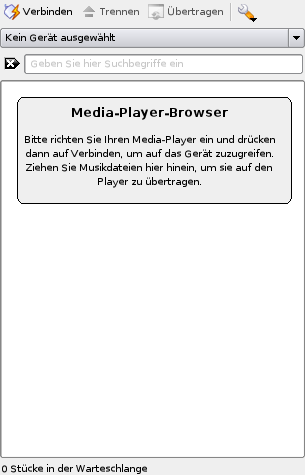 Verbinden Trennen Übertragen
Kein Gerät ausgewählt
Geben Sie hier Suchbegriffe ein
Media-Player-Browser
Bitte richten Sie Ihren Media-Player ein und drücken
dann auf Verbinden, um auf das Gerät zuzugreifen.
Ziehen Sie Musikdateien hier hinein, um sie auf den
Player zu übertragen.
0 Stücke in der Warteschlange